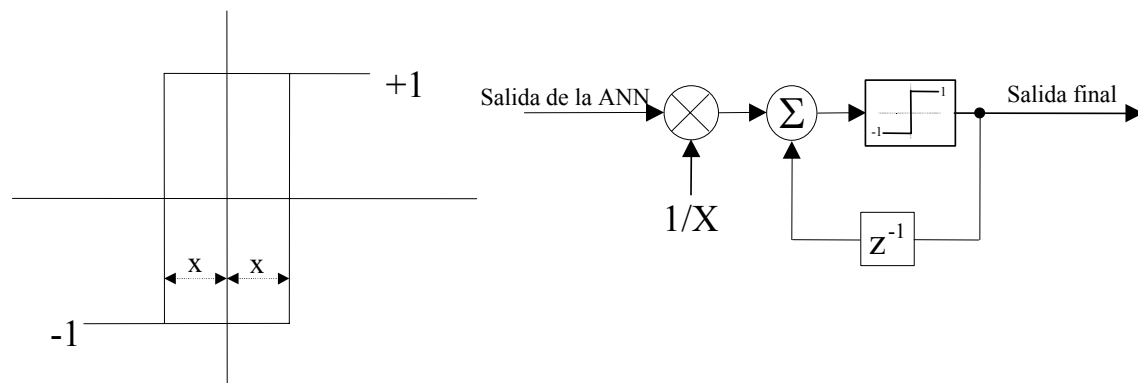 +1
x x
-1
Salida de la ANN
1/X
Σ
1
-1
z⁻¹
Salida final